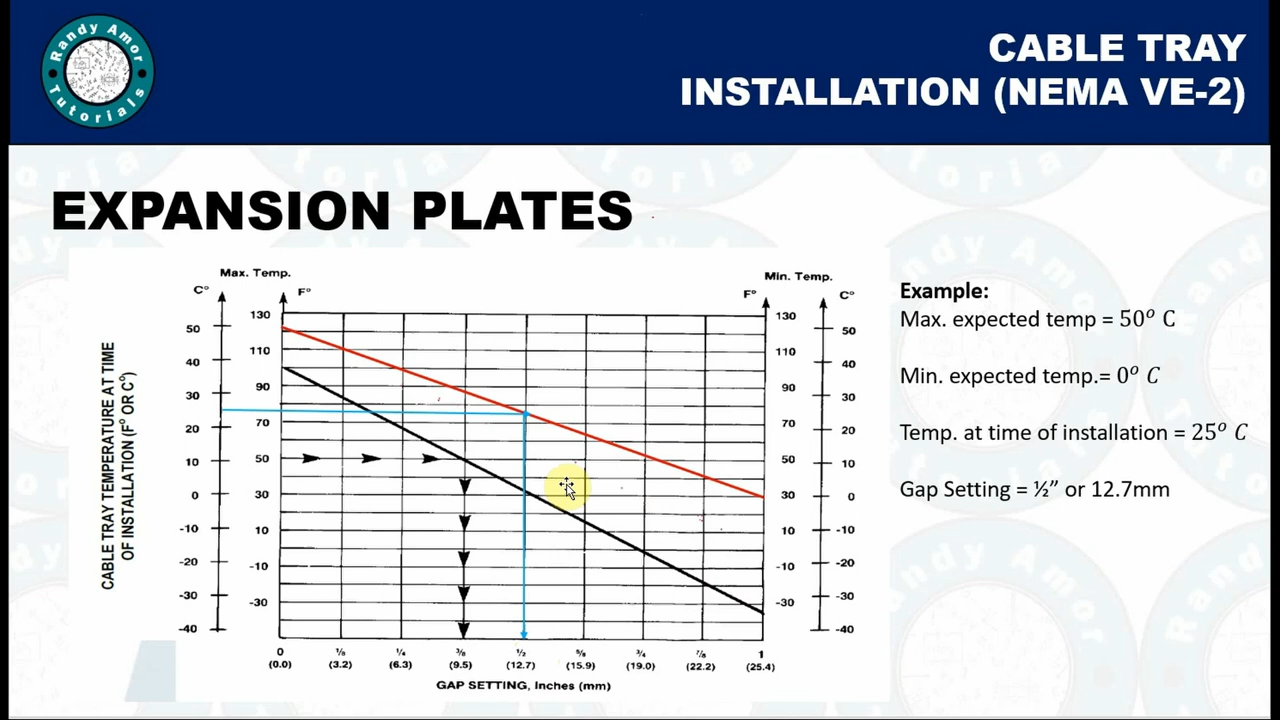 Randy Amor
Tutorials
CABLE TRAY
INSTALLATION (NEMA VE-2)
EXPANSION PLATES
Max. Temp.
Min. Temp.
C° F°
F° C°
CABLE TRAY TEMPERATURE AT TIME
OF INSTALLATION (F° OR C°)
50
40
30
20
10
0
-10
-20
-30
-40
130
110
90
70
50
30
10
-10
-30
130
110
90
70
50
30
10
-10
-30
50
40
30
20
10
0
-10
-20
-30
-40
0 1/8 1/4 3/8 1/2 5/8 3/4 7/8 1
(0.0) (3.2) (6.3) (9.5) (12.7) (15.9) (19.0) (22.2) (25.4)
GAP SETTING, Inches (mm)
Example:
Max. expected temp = 50° C
Min. expected temp.= 0° C
Temp. at time of installation = 25° C
Gap Setting = ½” or 12.7mm